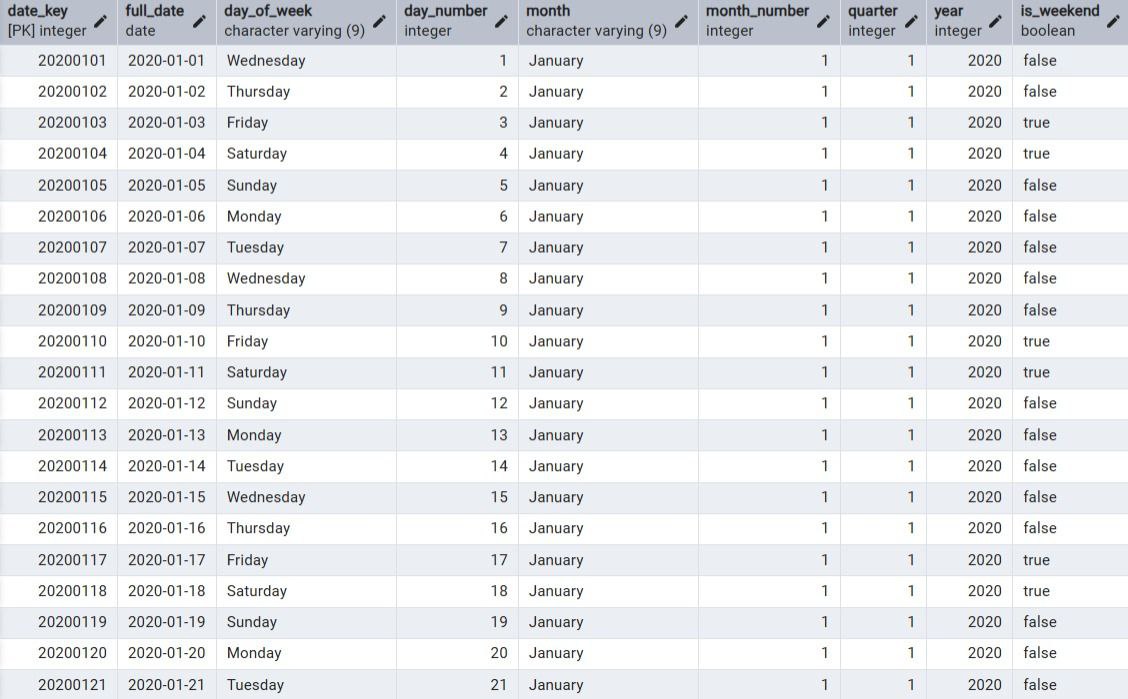 date_key full_date day_of_week day_number month month_number quarter year is_weekend
[PK] integer date character varying (9) integer character varying (9) integer integer integer boolean
20200101 2020-01-01 Wednesday 1 January 1 1 2020 false
20200102 2020-01-02 Thursday 2 January 1 1 2020 false
20200103 2020-01-03 Friday 3 January 1 1 2020 true
20200104 2020-01-04 Saturday 4 January 1 1 2020 true
20200105 2020-01-05 Sunday 5 January 1 1 2020 false
20200106 2020-01-06 Monday 6 January 1 1 2020 false
20200107 2020-01-07 Tuesday 7 January 1 1 2020 false
20200108 2020-01-08 Wednesday 8 January 1 1 2020 false
20200109 2020-01-09 Thursday 9 January 1 1 2020 false
20200110 2020-01-10 Friday 10 January 1 1 2020 true
20200111 2020-01-11 Saturday 11 January 1 1 2020 true
20200112 2020-01-12 Sunday 12 January 1 1 2020 false
20200113 2020-01-13 Monday 13 January 1 1 2020 false
20200114 2020-01-14 Tuesday 14 January 1 1 2020 false
20200115 2020-01-15 Wednesday 15 January 1 1 2020 false
20200116 2020-01-16 Thursday 16 January 1 1 2020 false
20200117 2020-01-17 Friday 17 January 1 1 2020 true
20200118 2020-01-18 Saturday 18 January 1 1 2020 true
20200119 2020-01-19 Sunday 19 January 1 1 2020 false
20200120 2020-01-20 Monday 20 January 1 1 2020 false
20200121 2020-01-21 Tuesday 21 January 1 1 2020 false